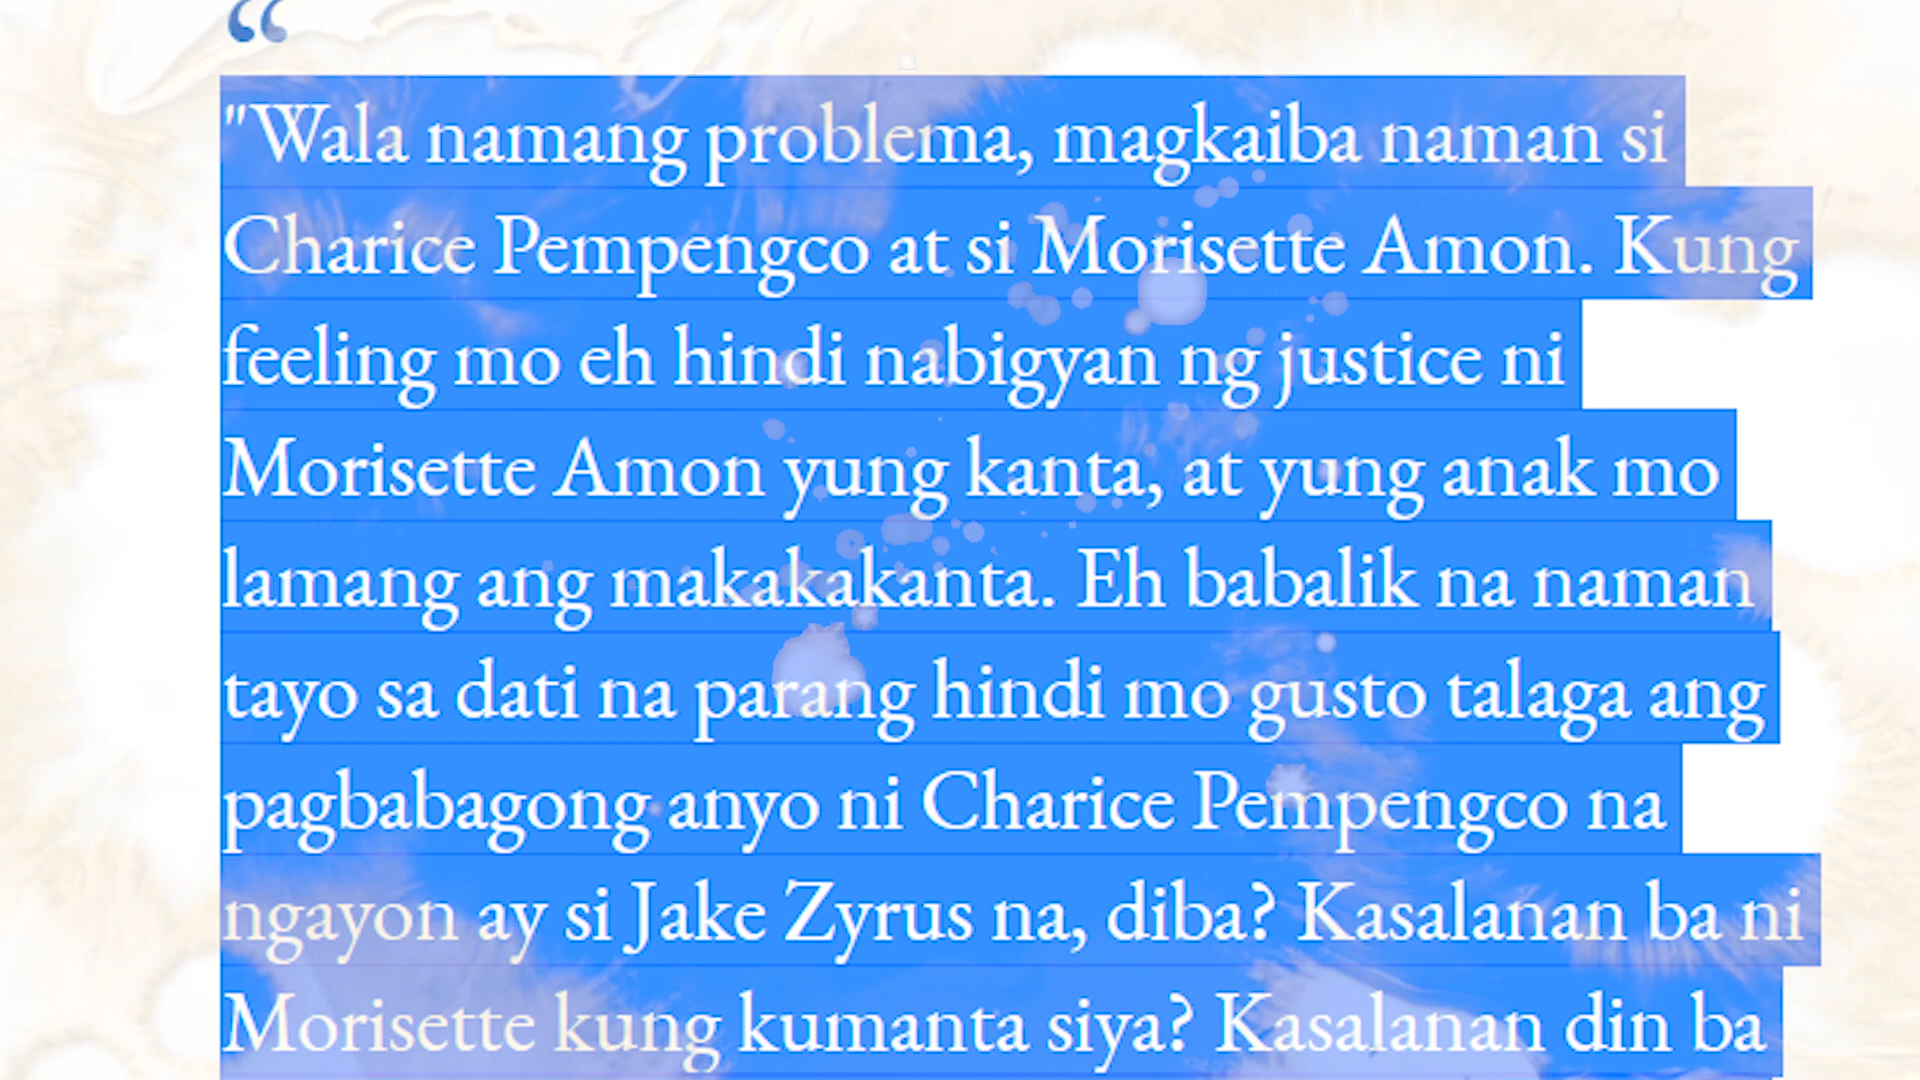 “
"Wala namang problema, magkaiba naman si
Charice Pempengco at si Morisette Amon. Kung
feeling mo eh hindi nabigyan ng justice ni
Morisette Amon yung kanta, at yung anak mo
lamang ang makakakanta. Eh babalik na naman
tayo sa dati na parang hindi mo gusto talaga ang
pagbabagong anyo ni Charice Pempengco na
ngayon ay si Jake Zyrus na, diba? Kasalanan ba ni
Morisette kung kumanta siya? Kasalanan din ba